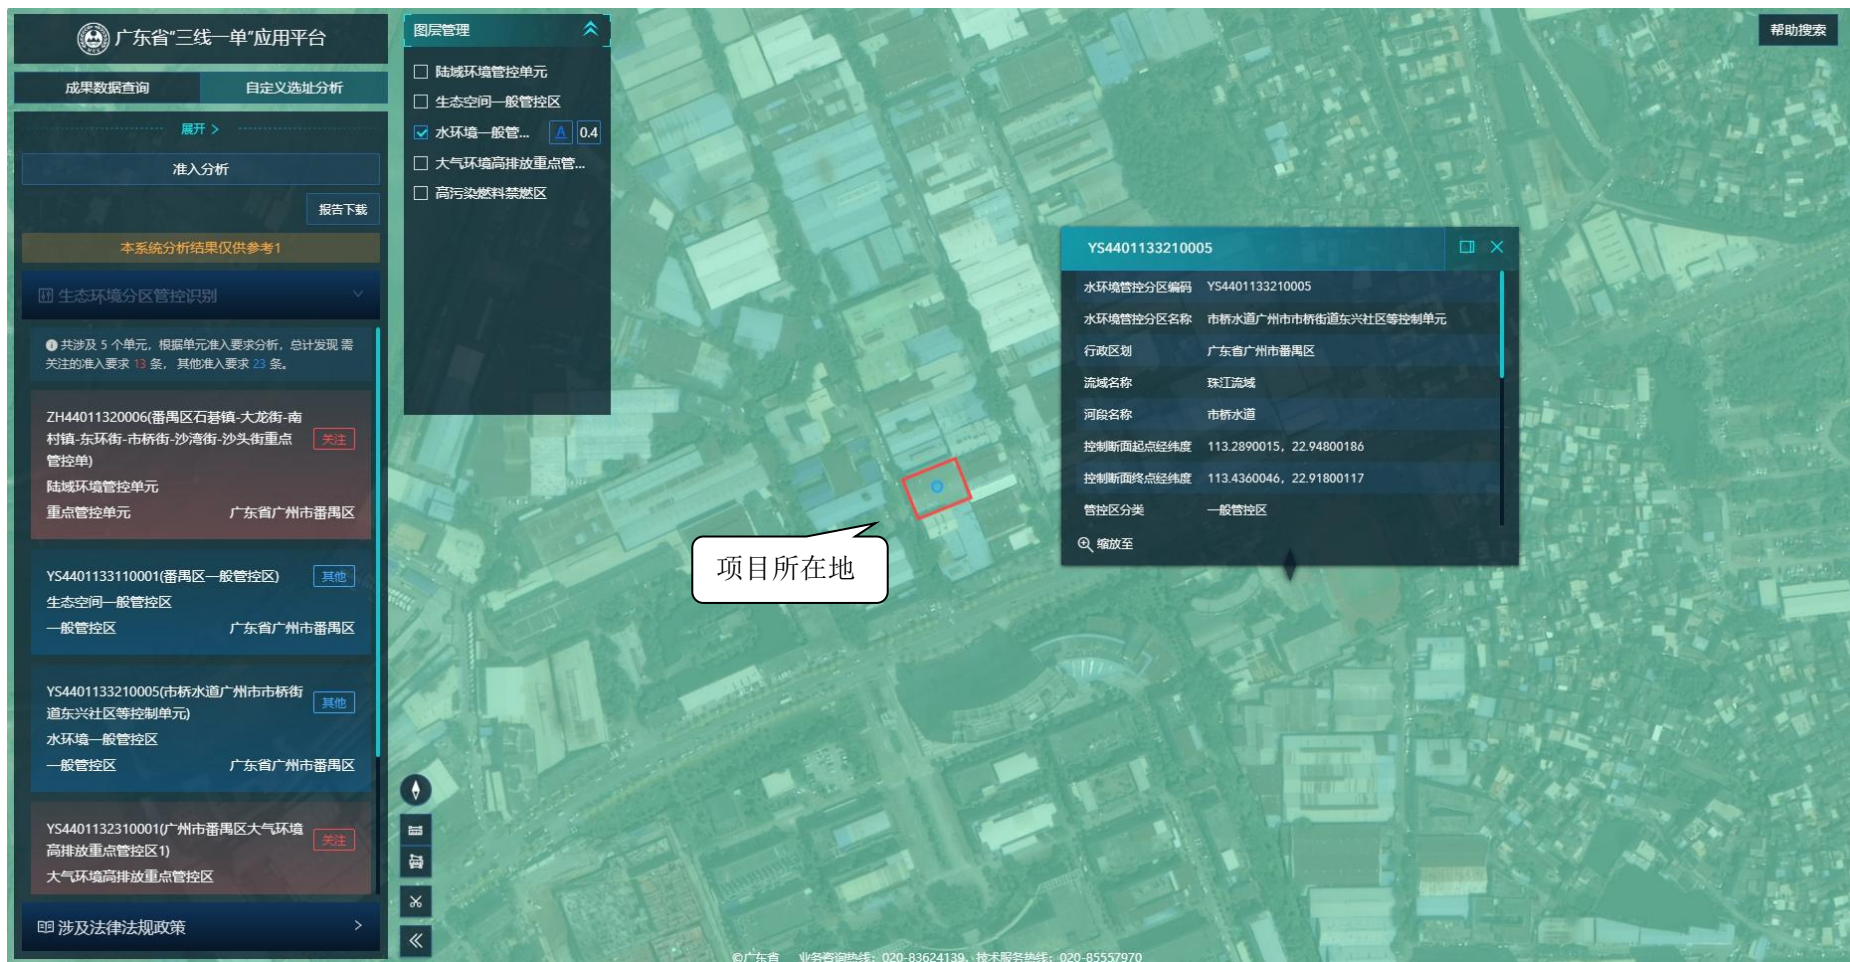 广东省“三线一单”应用平台
成果数据查询
自定义选址分析
展开 >
准入分析
报告下载
本系统分析结果仅供参考1
生态环境分区管控识别
共涉及 5 个单元，根据单元准入要求分析，总计发现 需
关注的准入要求 13 条， 其他准入要求 23 条。
ZH44011320006(番禺区石碁镇-大龙街-南
村镇-东环街-市桥街-沙湾街-沙头街重点
管控单)
关注
陆域环境管控单元
重点管控单元
广东省广州市番禺区
YS4401133110001(番禺区一般管控区)
其他
生态空间一般管控区
一般管控区
广东省广州市番禺区
YS4401133210005(市桥水道广州市市桥街
道东兴社区等控制单元)
其他
水环境一般管控区
一般管控区
广东省广州市番禺区
YS4401132310001(广州市番禺区大气环境
高排放重点管控区1)
关注
大气环境高排放重点管控区
涉及法律法规政策
图层管理
陆域环境管控单元
生态空间一般管控区
水环境一般管... A 0.4
大气环境高排放重点管...
高污染燃料禁燃区
帮助搜索
项目所在地
YS4401133210005
水环境管控分区编码 YS4401133210005
水环境管控分区名称 市桥水道广州市市桥街道东兴社区等控制单元
行政区划 广东省广州市番禺区
流域名称 珠江流域
河段名称 市桥水道
控制断面起点经纬度 113.2890015，22.94800186
控制断面终点经纬度 113.4360046，22.91800117
管控区分类 一般管控区
缩放至
©广东省 业务咨询热线：020-83624139，技术服务热线：020-85557970